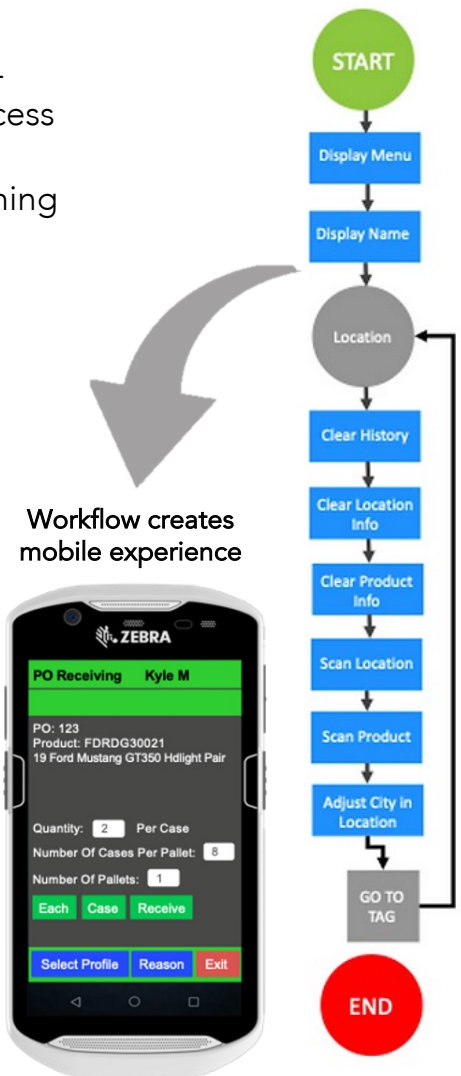 START
Display Menu
Display Name
Location
Clear History
Clear Location
Info
Clear Product
Info
Scan Location
Scan Product
Adjust City in
Location
GO TO
TAG
END
Workflow creates
mobile experience
ZEBRA
PO Receiving Kyle M
PO: 123
Product: FDRDG30021
19 Ford Mustang GT350 Hdlight Pair
Quantity: 2 Per Case
Number Of Cases Per Pallet: 8
Number Of Pallets: 1
Each Case Receive
Select Profile Reason Exit